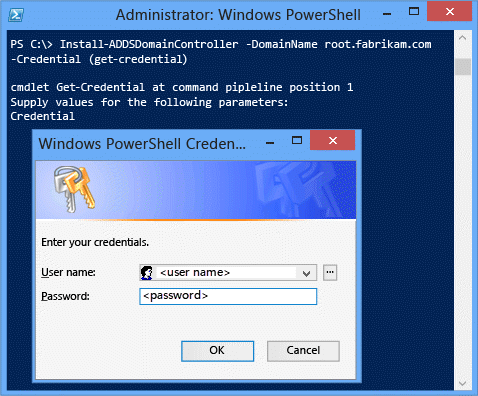 Administrator: Windows PowerShell
PS C:\> Install-ADDSDomainController -DomainName root.fabrikam.com
-Credential (get-credential)
cmdlet Get-Credential at command pipleline position 1
Supply values for the following parameters:
Credential
Windows PowerShell Creden...
Enter your credentials.
User name: <user name> ...
Password: <password>
OK Cancel